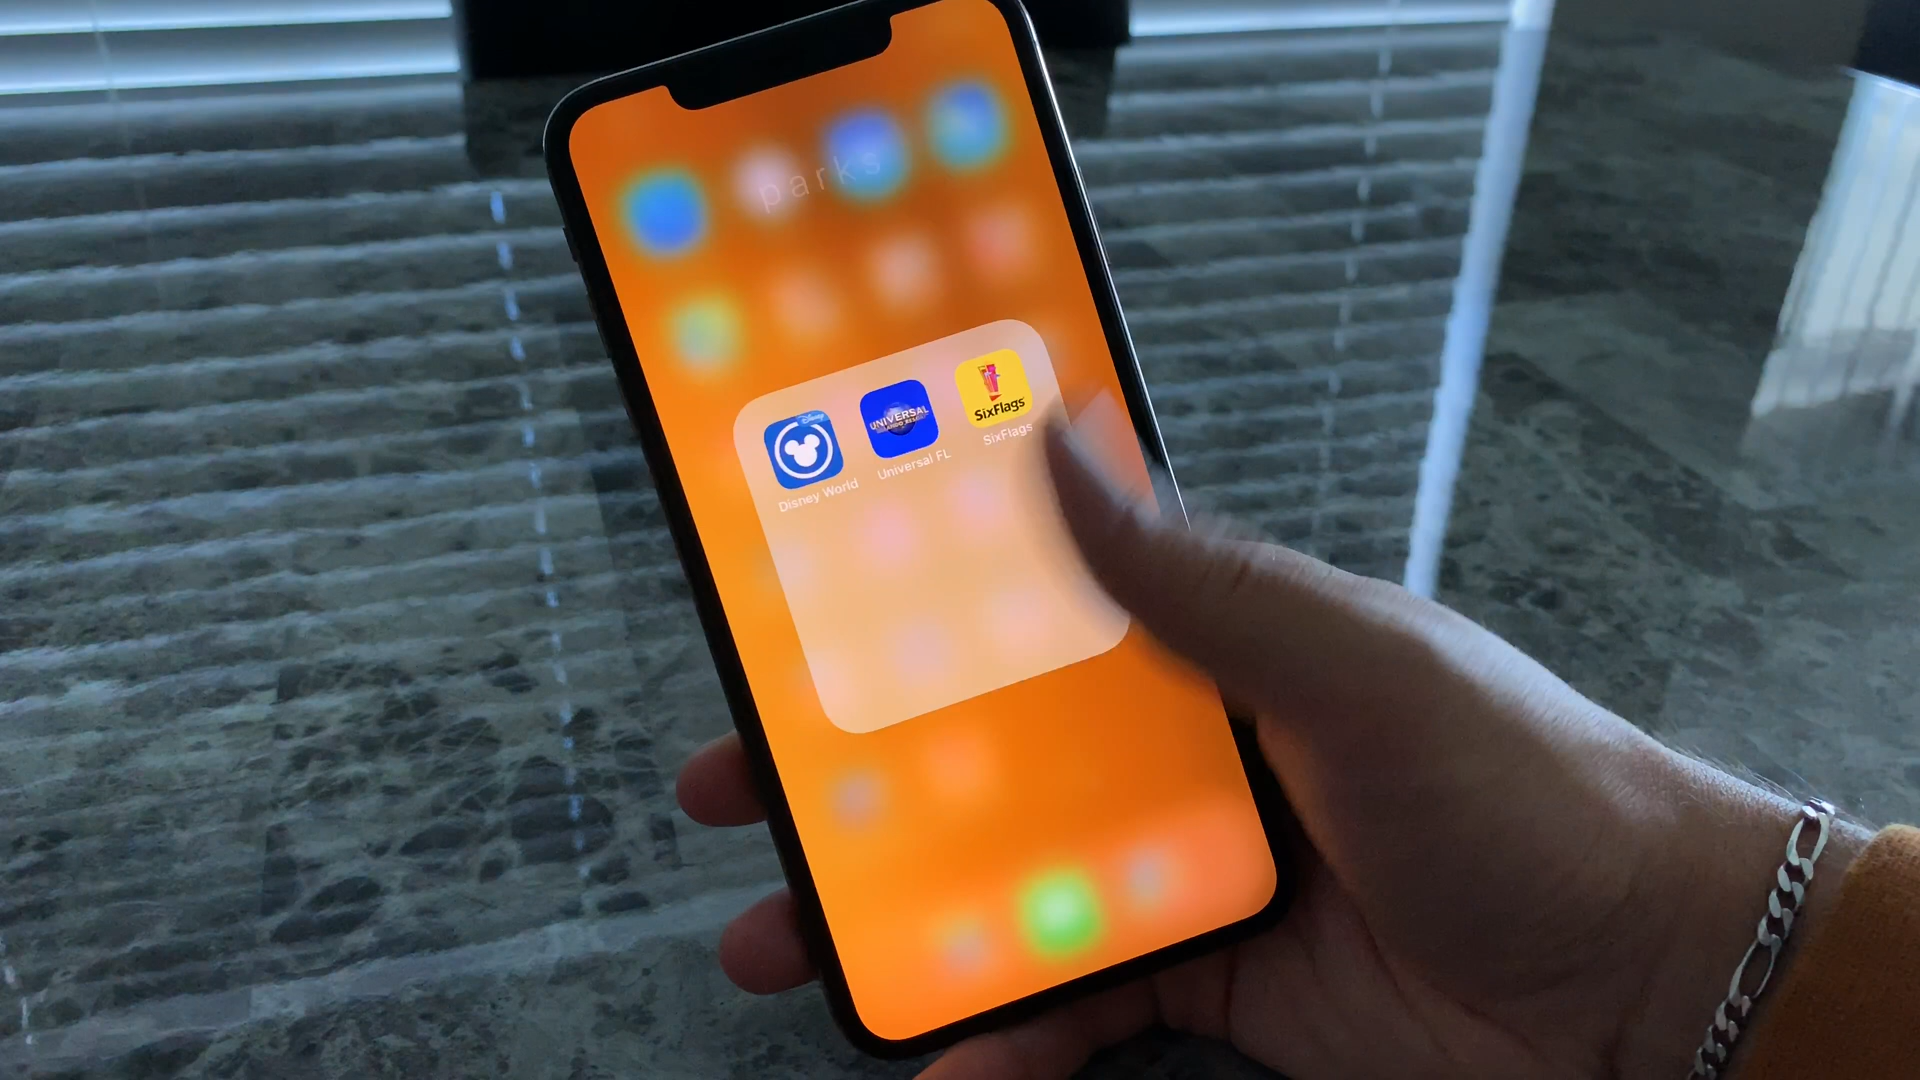 parks
Disney
UNIVERSAL
SixFlags
Disney World
Universal FL
SixFlags